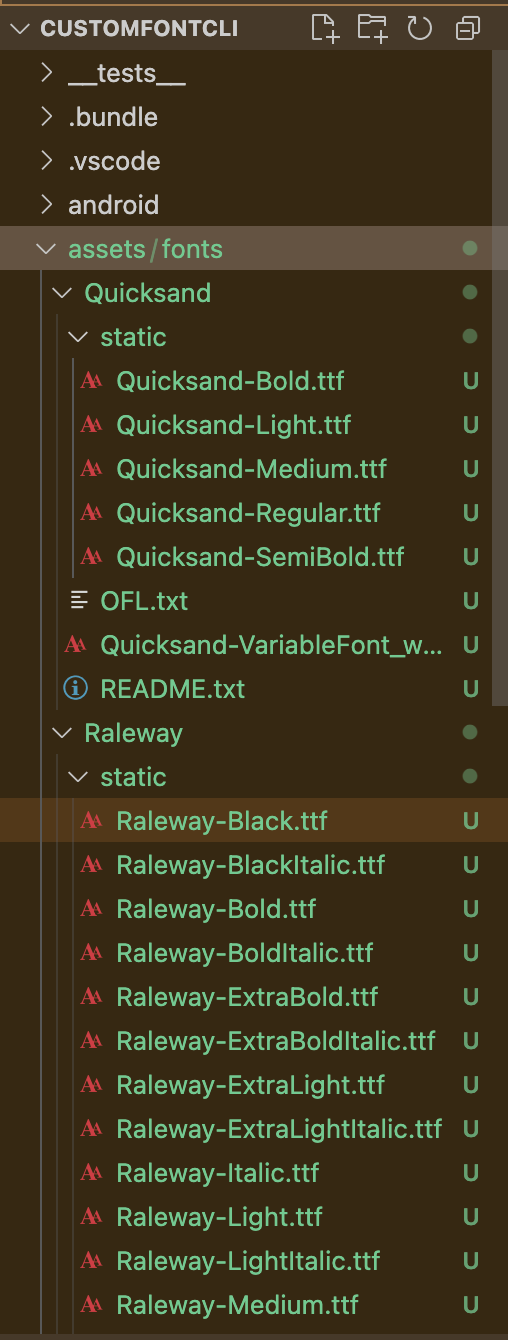 CUSTOMFONTCLI
__tests__
.bundle
.vscode
android
assets/fonts
Quicksand
static
Quicksand-Bold.ttf U
Quicksand-Light.ttf U
Quicksand-Medium.ttf U
Quicksand-Regular.ttf U
Quicksand-SemiBold.ttf U
OFL.txt U
Quicksand-VariableFont_w... U
README.txt U
Raleway
static
Raleway-Black.ttf U
Raleway-BlackItalic.ttf U
Raleway-Bold.ttf U
Raleway-BoldItalic.ttf U
Raleway-ExtraBold.ttf U
Raleway-ExtraBoldItalic.ttf U
Raleway-ExtraLight.ttf U
Raleway-ExtraLightItalic.ttf U
Raleway-Italic.ttf U
Raleway-Light.ttf U
Raleway-LightItalic.ttf U
Raleway-Medium.ttf U